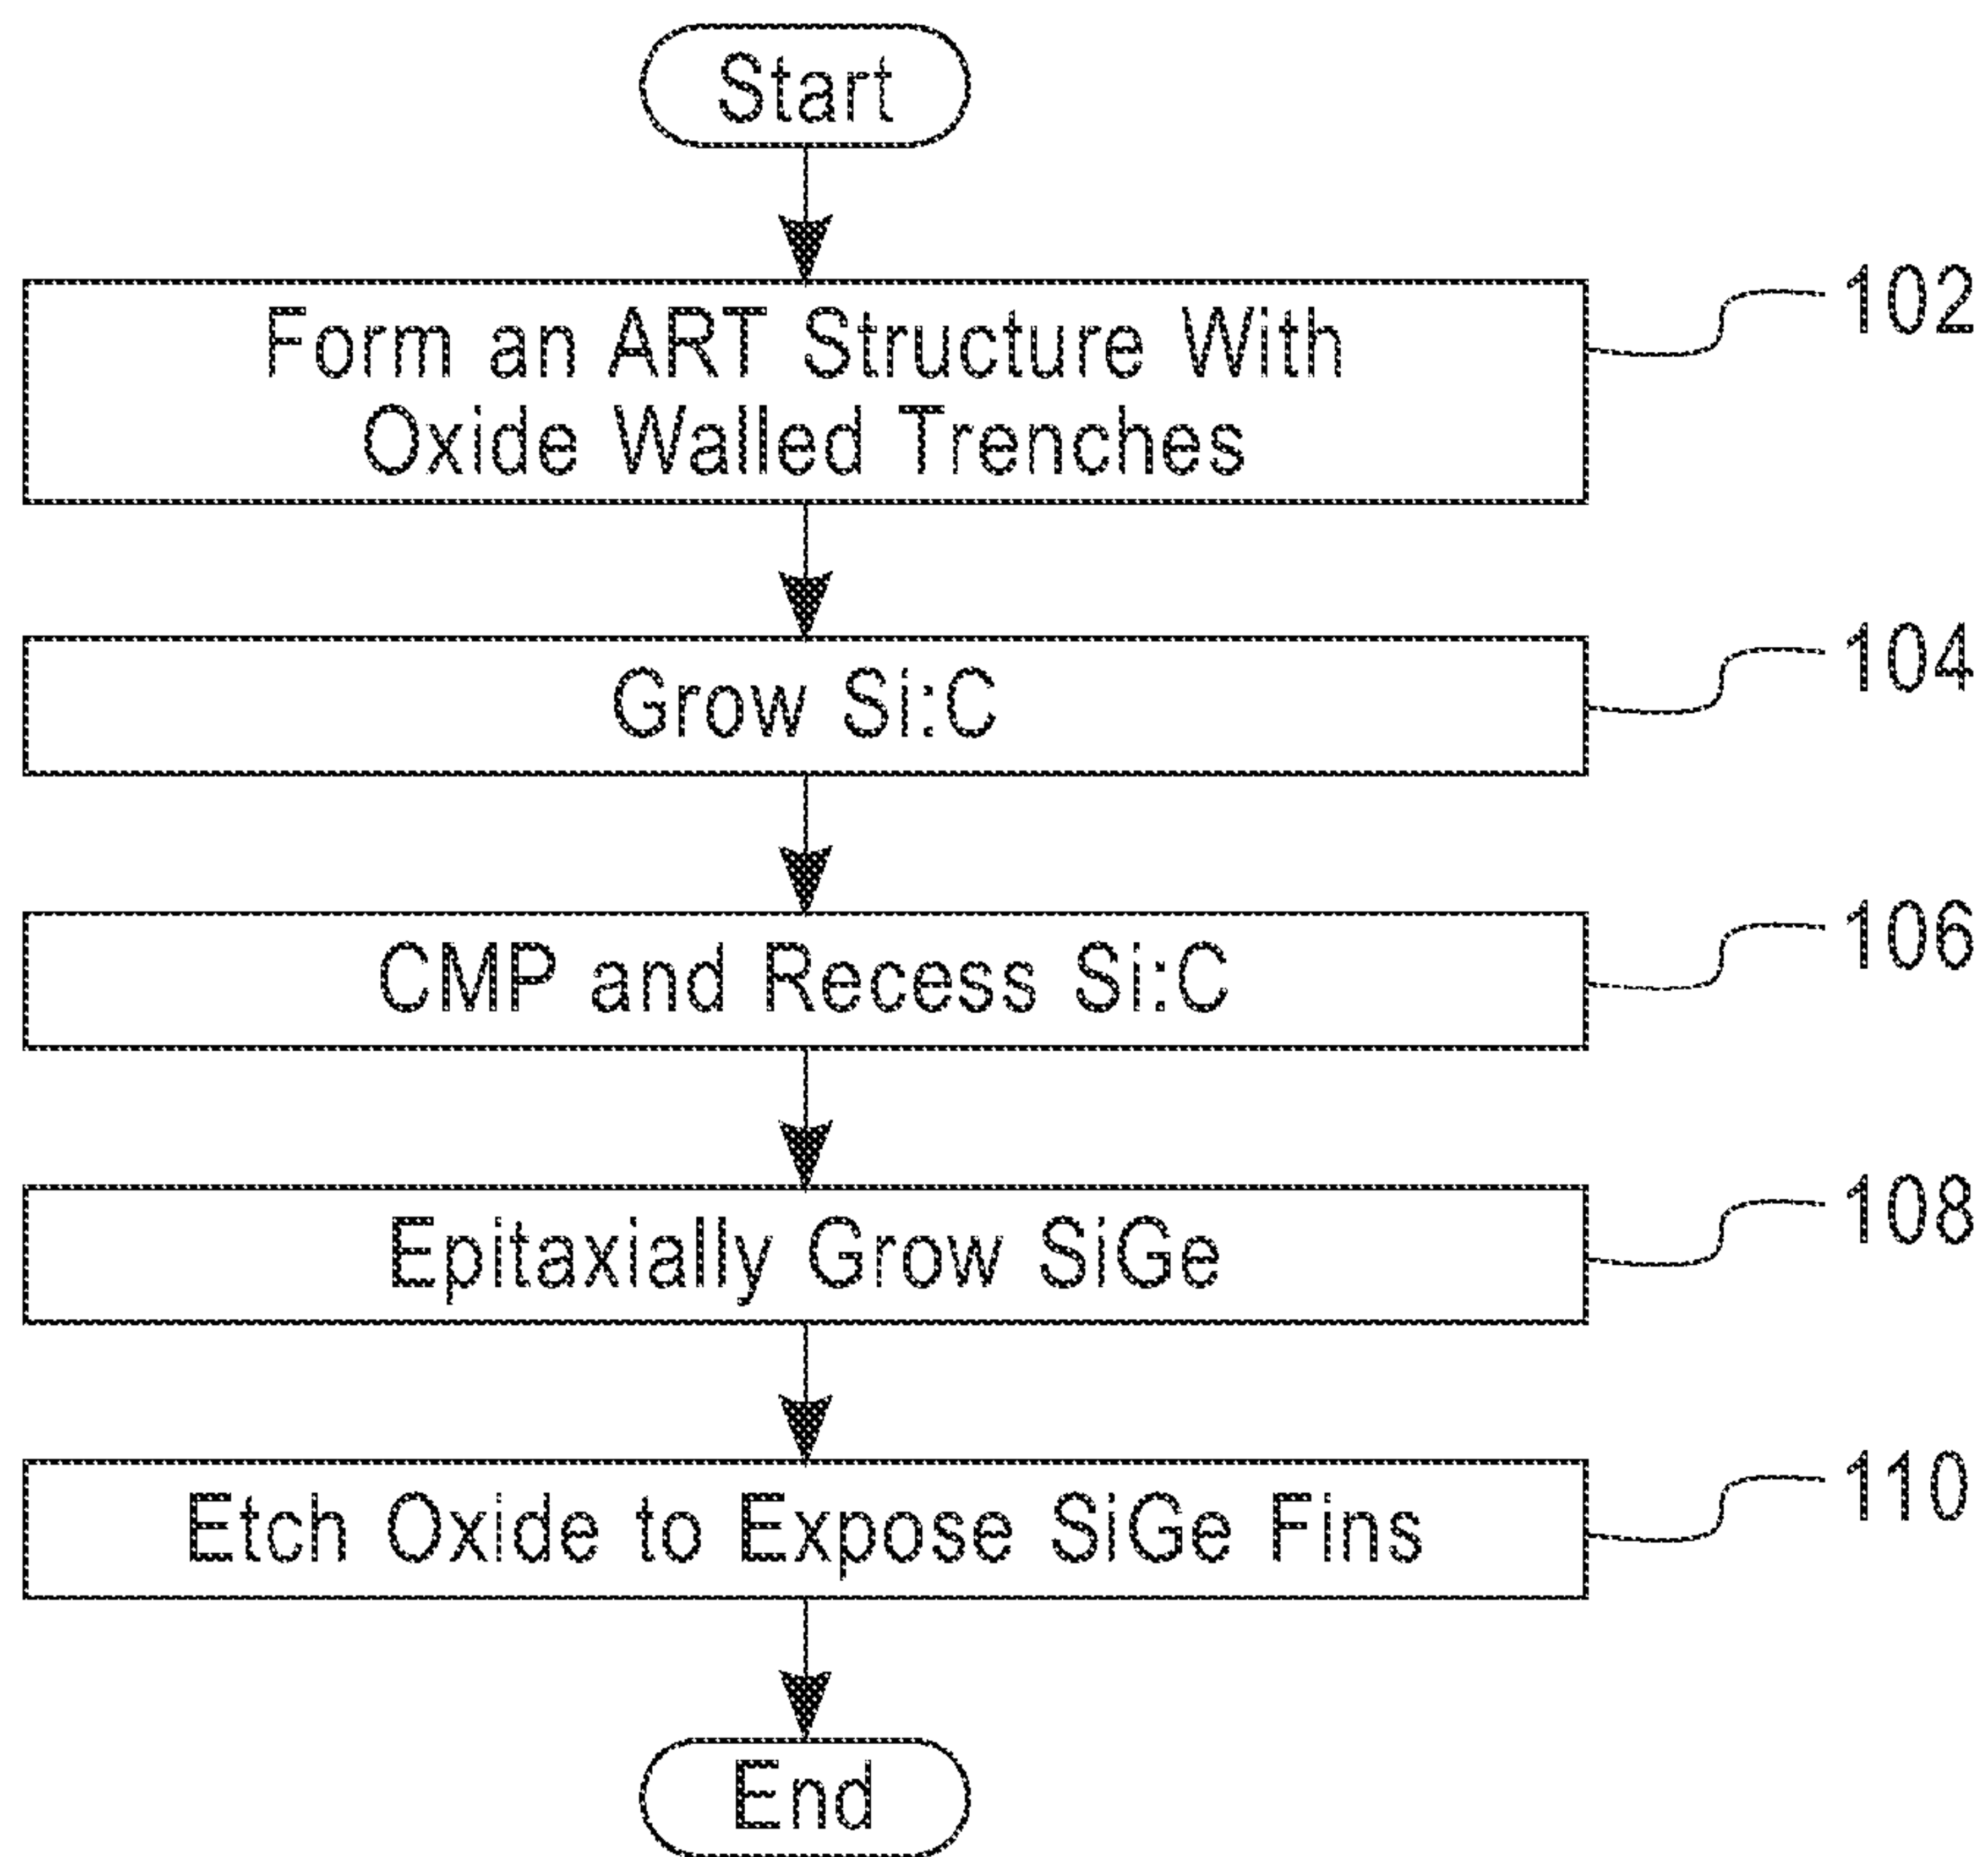 Start
Form an ART Structure With
Oxide Walled Trenches
102
Grow Si:C
104
CMP and Recess Si:C
106
Epitaxially Grow SiGe
108
Etch Oxide to Expose SiGe Fins
110
End